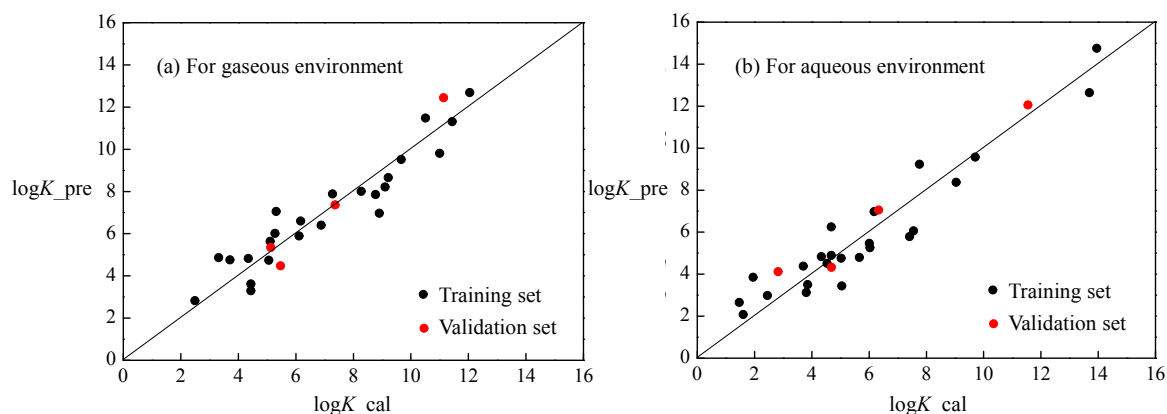 16
14
12
10
8
6
4
2
0
logK_pre
(a) For gaseous environment
Training set
Validation set
0 2 4 6 8 10 12 14 16
logK_cal
16
14
12
10
8
6
4
2
0
logK_pre
(b) For aqueous environment
Training set
Validation set
0 2 4 6 8 10 12 14 16
logK_cal